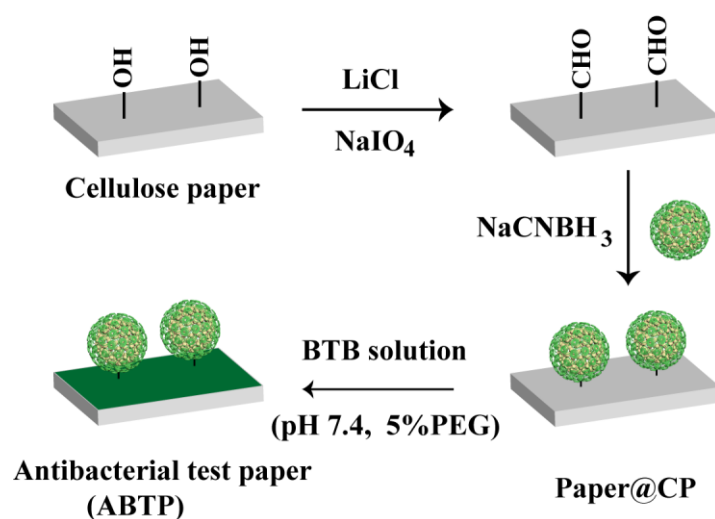 OH
OH
LiCl
NaIO4
CHO
CHO
Cellulose paper
NaCNBH3
BTB solution
(pH 7.4, 5%PEG)
Antibacterial test paper
(ABTP)
Paper@CP